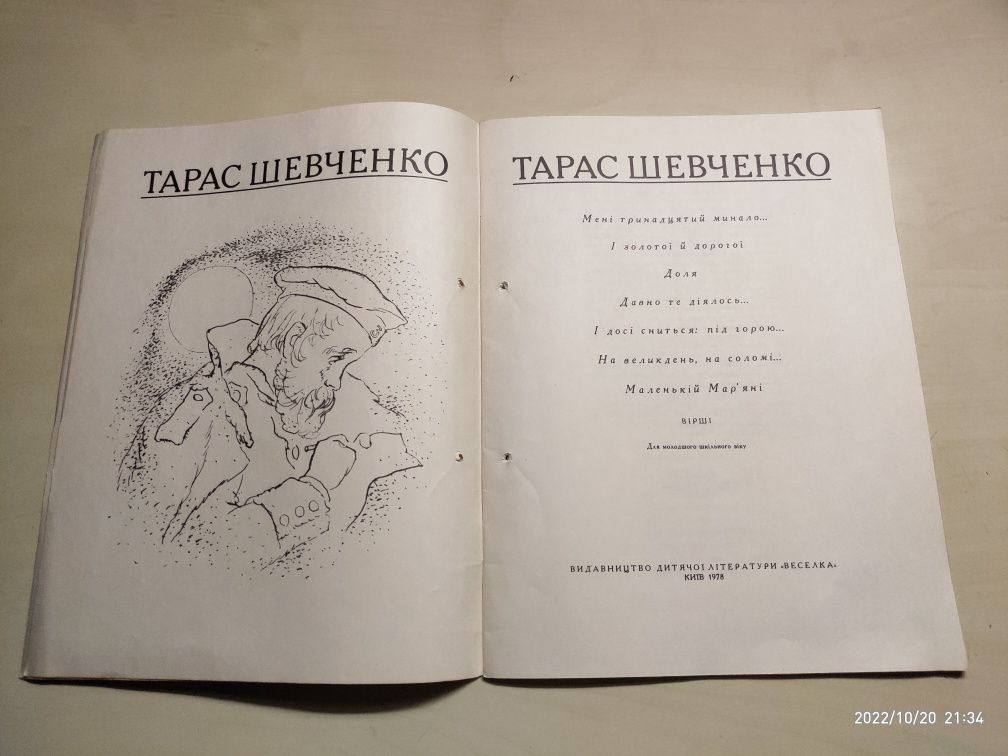 ТАРАС ШЕВЧЕНКО
ТАРАС ШЕВЧЕНКО
Мені тринадцятий минало...
І золотої й дорогої
Доля
Давно те діялось...
І досі сниться: під горою...
На великдень, на соломі...
Маленькій Мар'яні
ВІРШІ
Для молодшого шкільного віку
ВИДАВНИЦТВО ДИТЯЧОЇ ЛІТЕРАТУРИ «ВЕСЕЛКА»
КИЇВ 1978
2022/10/20 21:34